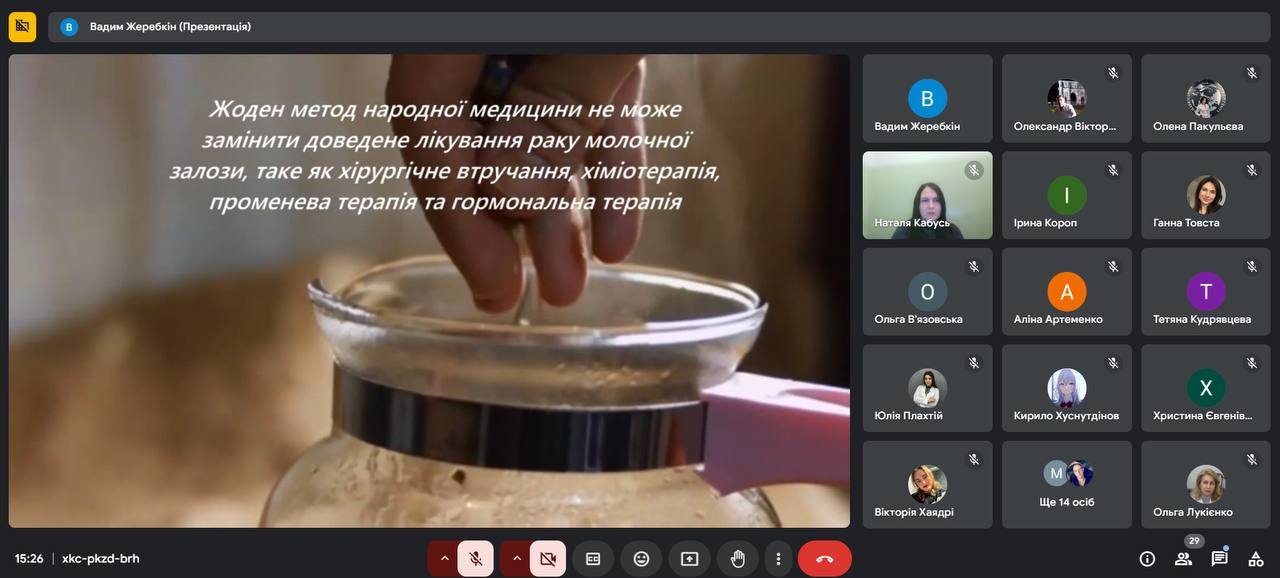 В
Вадим Жеребкін (Презентація)
Жоден метод народної медицини не може
замінити доведене лікування раку молочної
залози, таке як хірургічне втручання, хіміотерапія,
променева терапія та гормональна терапія
В
Вадим Жеребкін
Олександр Віктор...
Олена Пакульєва
Наталя Кабусь
І
Ірина Короп
Ганна Товста
О
Ольга В'язовська
А
Аліна Артеменко
Т
Тетяна Кудрявцева
Юлія Плахтій
Кирило Хуснутдінов
Х
Христина Євгенів...
Вікторія Хаядрі
М
Ще 14 осіб
Ольга Лукієнко
15:26 | xkc-pkzd-brh
29